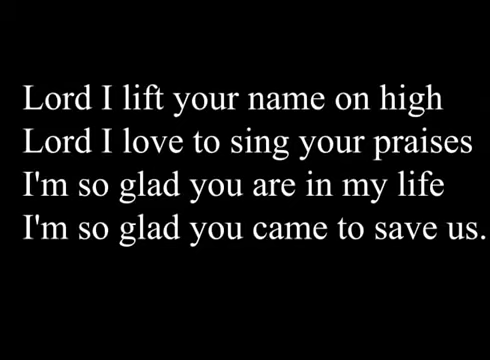 Lord I lift your name on high
Lord I love to sing your praises
I'm so glad you are in my life
I'm so glad you came to save us.